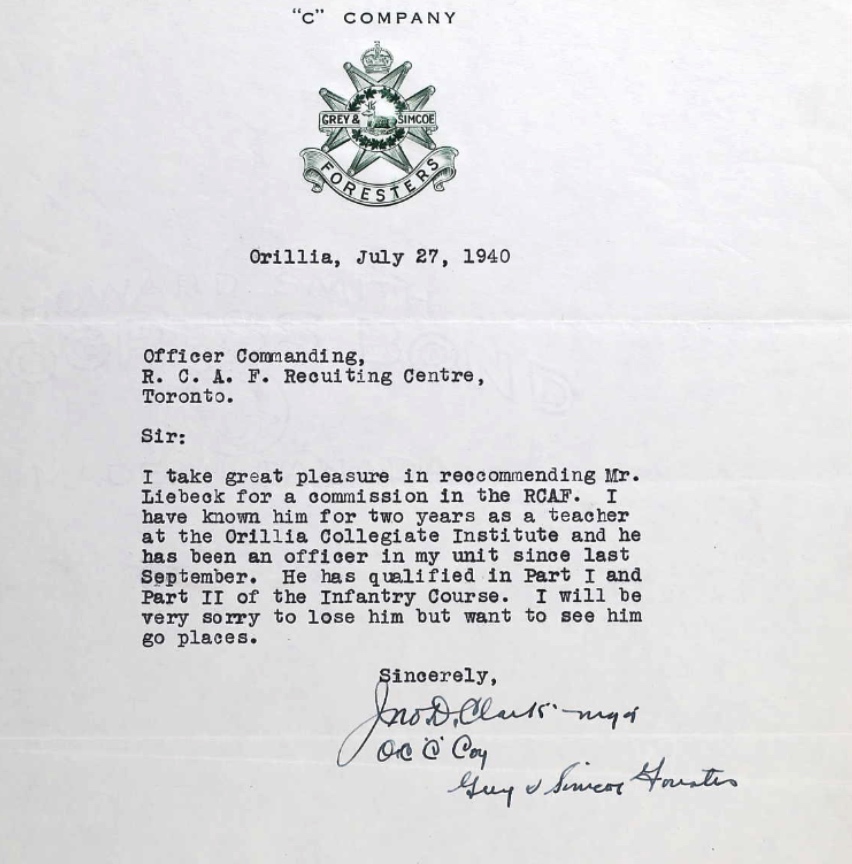 "C" COMPANY
GREY & SIMCOE
FORESTERS
Orillia, July 27, 1940
Officer Commanding,
R. C. A. F. Recuiting Centre,
Toronto.
Sir:
I take great pleasure in reccommending Mr.
Liebeck for a commission in the RCAF. I
have known him for two years as a teacher
at the Orillia Collegiate Institute and he
has been an officer in my unit since last
September. He has qualified in Part I and
Part II of the Infantry Course. I will be
very sorry to lose him but want to see him
go places.
Sincerely,
Jno D. Clark
OC "C" Coy
Grey & Simcoe Foresters